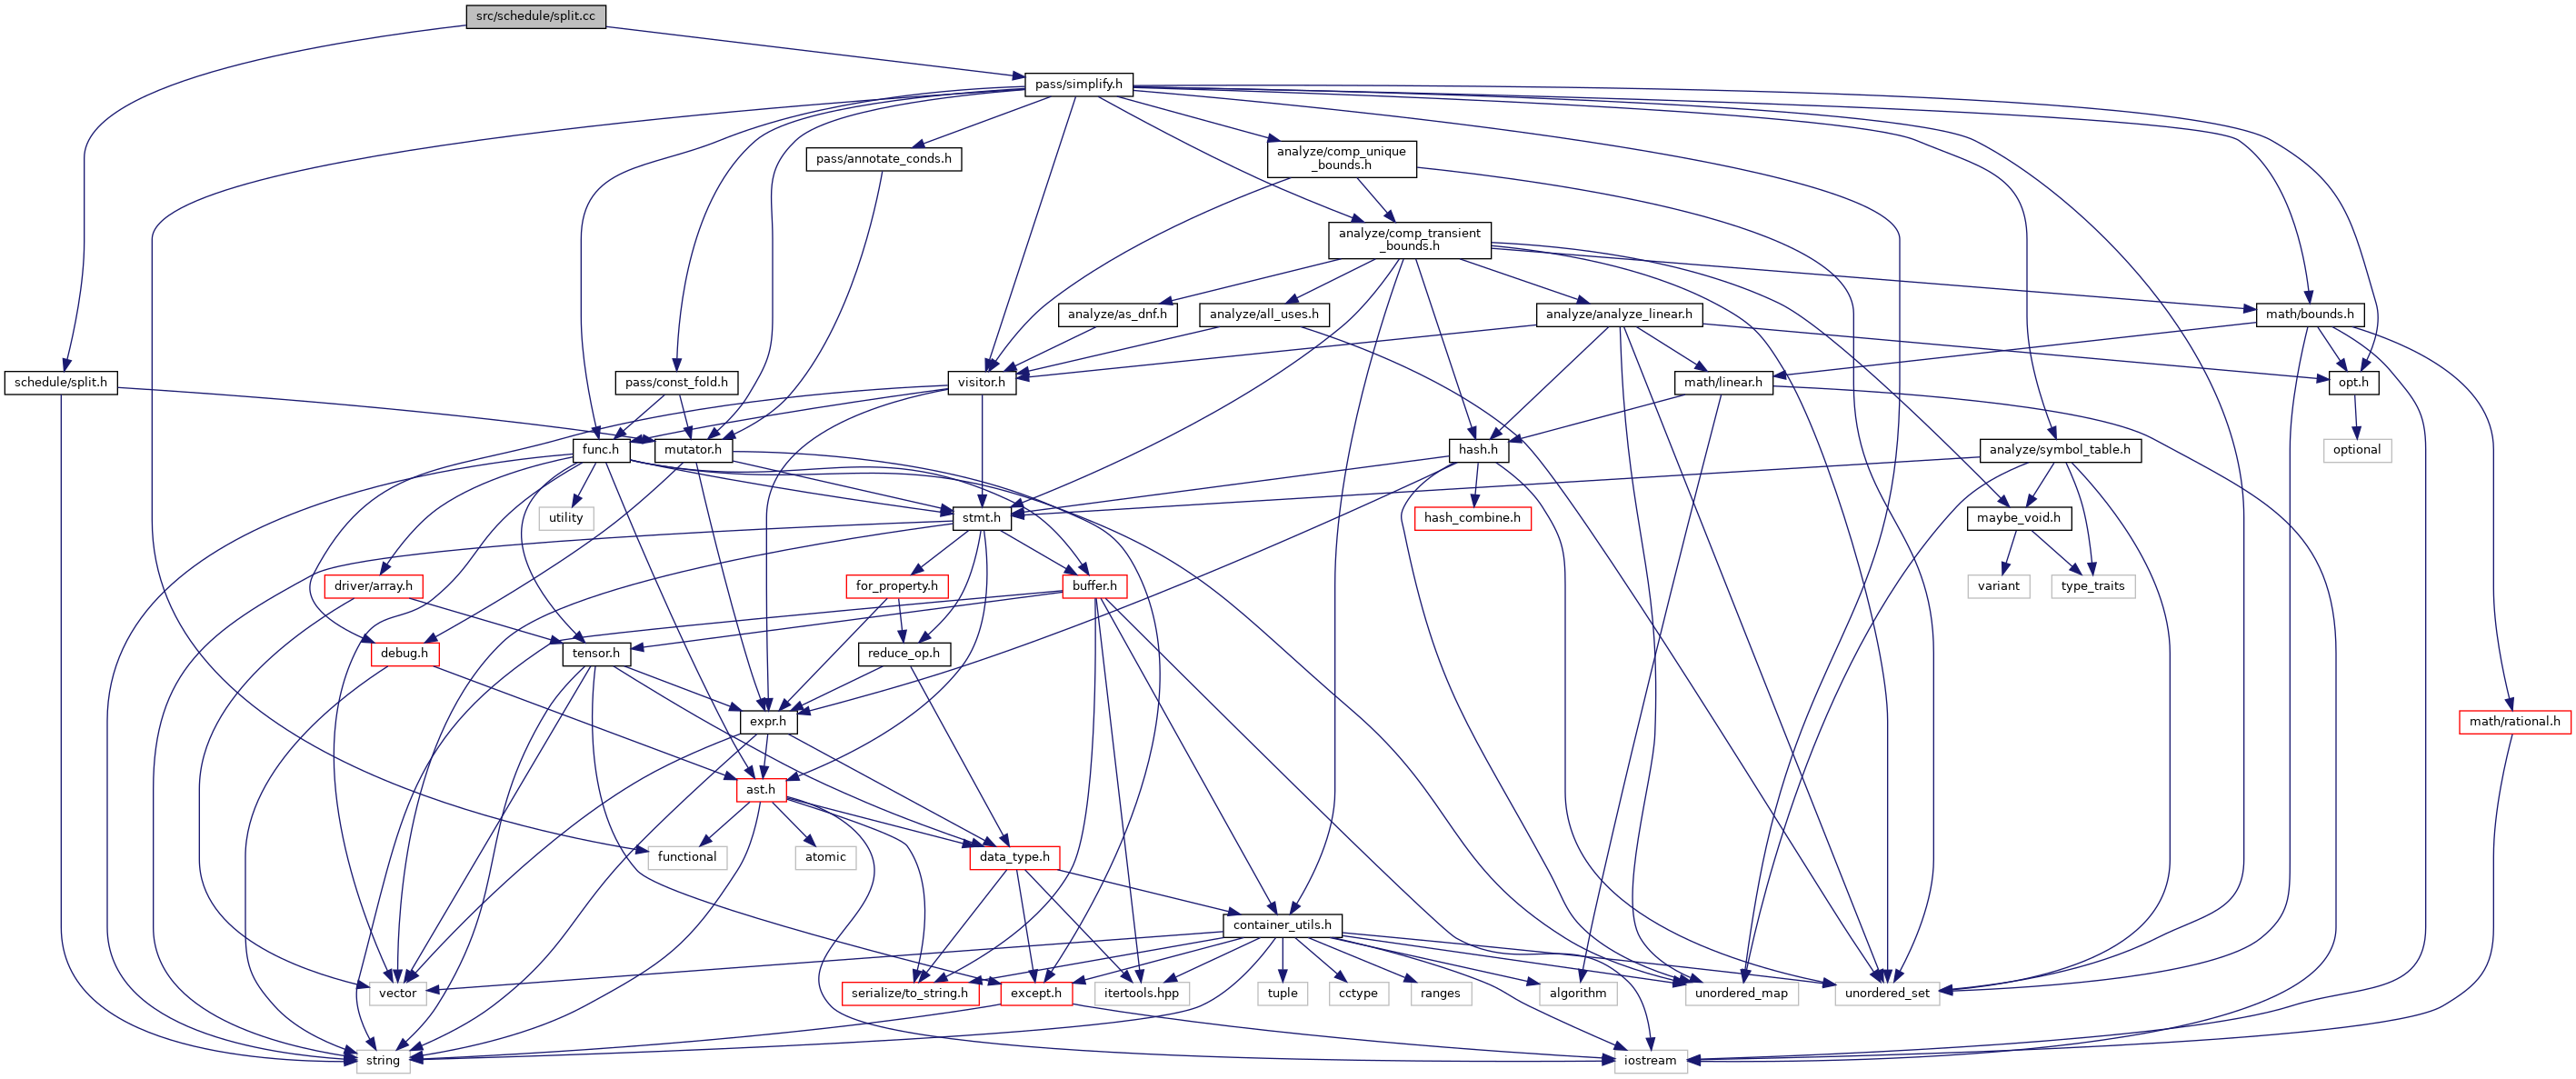 src/schedule/split.cc
pass/simplify.h
pass/annotate_conds.h
analyze/comp_unique
_bounds.h
analyze/comp_transient
_bounds.h
analyze/as_dnf.h
analyze/all_uses.h
analyze/analyze_linear.h
math/bounds.h
schedule/split.h
pass/const_fold.h
visitor.h
math/linear.h
opt.h
func.h
mutator.h
hash.h
analyze/symbol_table.h
optional
utility
stmt.h
hash_combine.h
maybe_void.h
driver/array.h
for_property.h
buffer.h
variant
type_traits
debug.h
tensor.h
reduce_op.h
expr.h
math/rational.h
ast.h
functional
atomic
data_type.h
container_utils.h
vector
serialize/to_string.h
except.h
itertools.hpp
tuple
cctype
ranges
algorithm
unordered_map
unordered_set
string
iostream